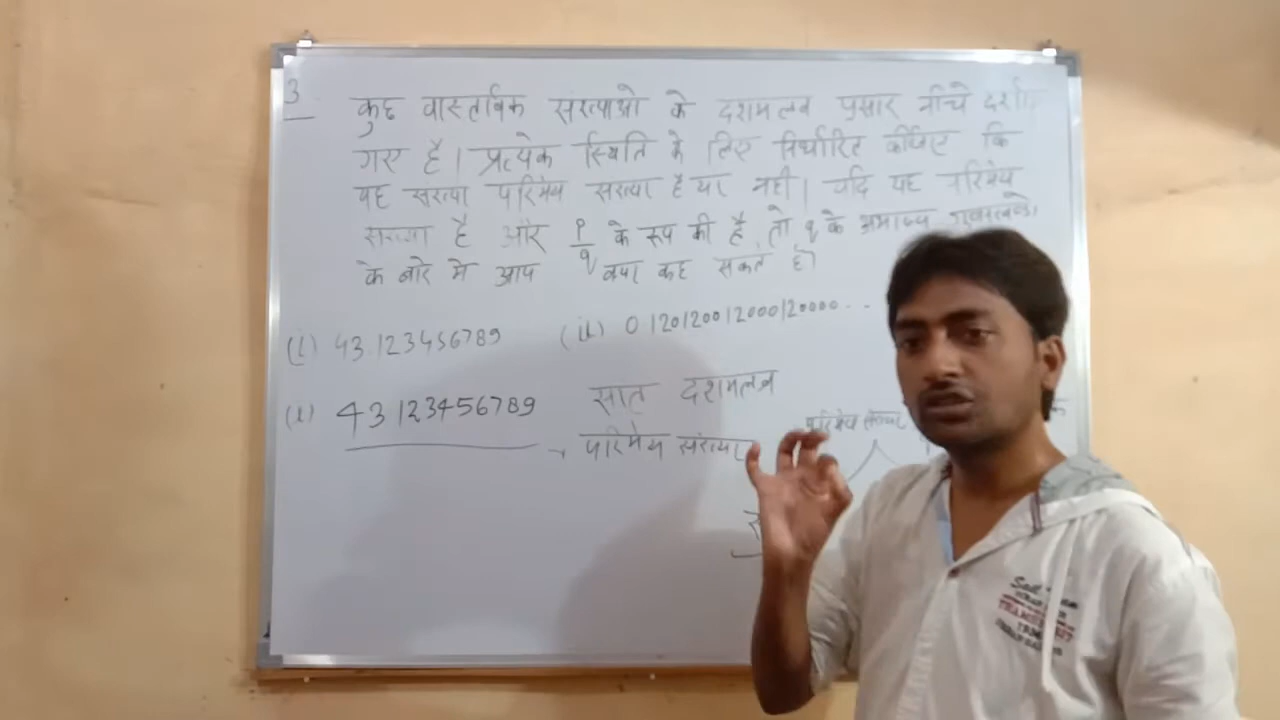 3 कुछ वास्तविक संख्याओ के दशमलव प्रसार नीचे दर्शाए
गए है। प्रत्येक स्थिति के लिए निर्धारित कीजिए कि
यह संख्या परिमेय संख्या है या नही। यदि यह परिमेय
संख्या है और p/q के रूप की है, तो q के अभाज्य गुणनखंडो
के बारे मे आप क्या कह सकते है
(i) 43.123456789 (ii) 0.120120012000120000...
(i) 43.123456789 सांत दशमलव
परिमेय संख्या
परिमेय संख्या